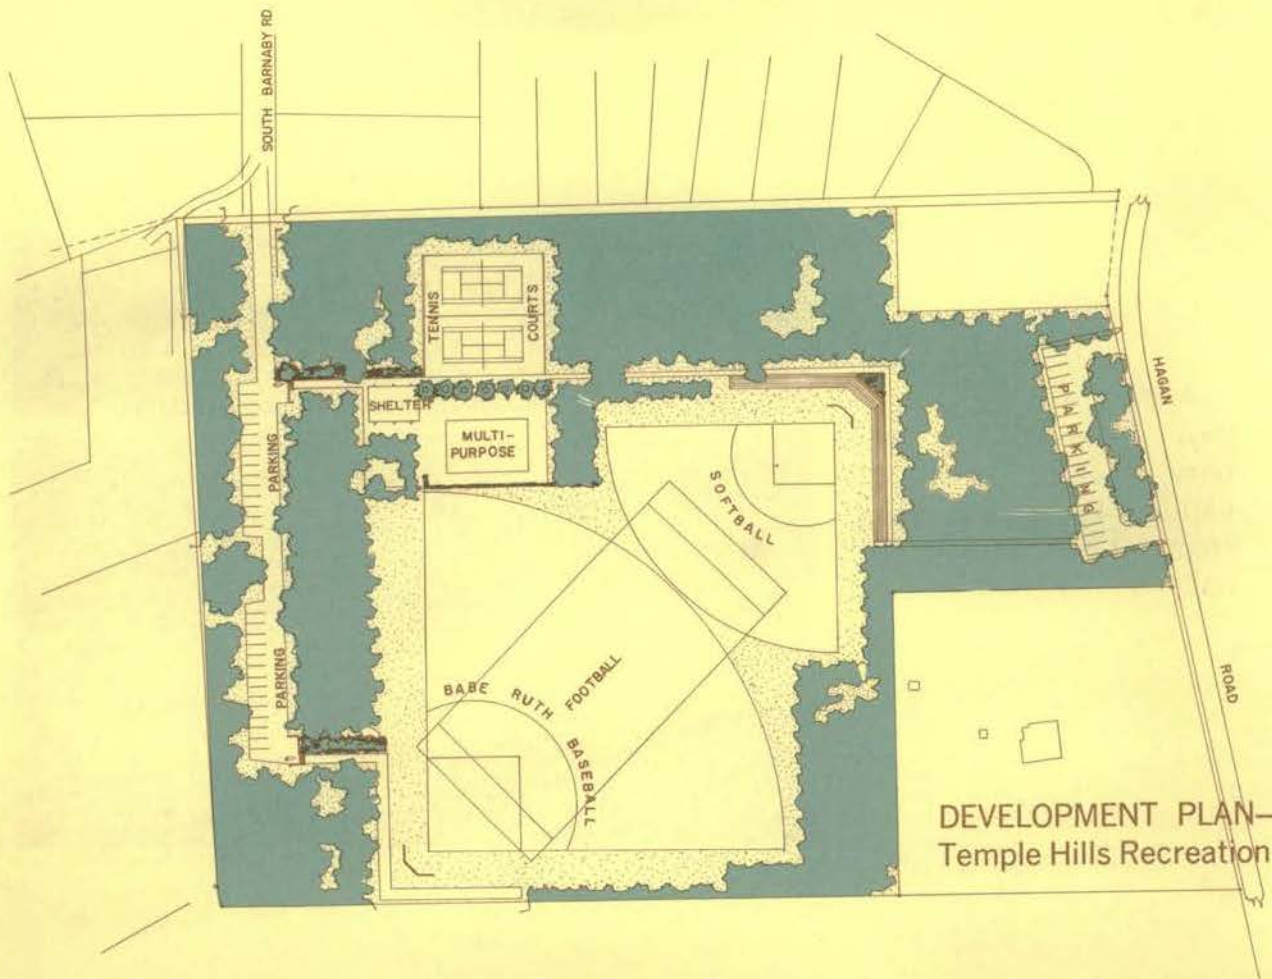 SOUTH BARNABY RD.
TENNIS
COURTS
SHELTER
MULTI-
PURPOSE
PARKING
PARKING
PARKING
HAGAN
ROAD
SOFTBALL
FOOTBALL
BABE RUTH BASEBALL
DEVELOPMENT PLAN—
Temple Hills Recreation